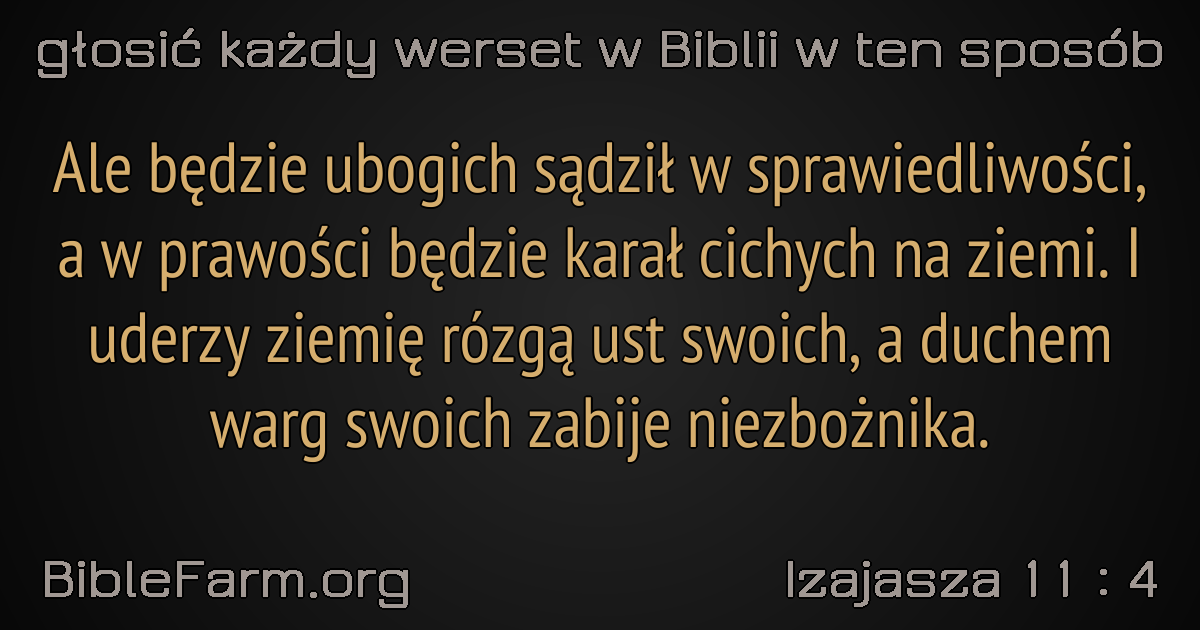 głosić każdy werset w Biblii w ten sposób
Ale będzie ubogich sądził w sprawiedliwości,
a w prawości będzie karał cichych na ziemi. I
uderzy ziemię rózgą ust swoich, a duchem
warg swoich zabije niezbożnika.
BibleFarm.org
Izajasza 11 : 4